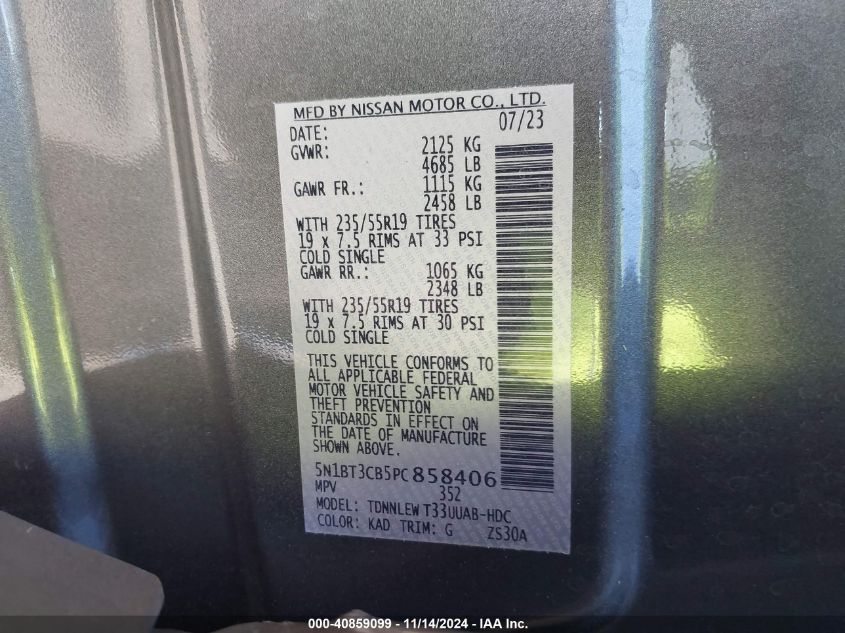 MFD BY NISSAN MOTOR CO., LTD.
DATE: 07/23
GVWR: 2125 KG
4685 LB
GAWR FR.: 1115 KG
2458 LB
WITH 235/55R19 TIRES
19 x 7.5 RIMS AT 33 PSI
COLD SINGLE
GAWR RR.: 1065 KG
2348 LB
WITH 235/55R19 TIRES
19 x 7.5 RIMS AT 30 PSI
COLD SINGLE
THIS VEHICLE CONFORMS TO
ALL APPLICABLE FEDERAL
MOTOR VEHICLE SAFETY AND
THEFT PREVENTION
STANDARDS IN EFFECT ON
THE DATE OF MANUFACTURE
SHOWN ABOVE.
5N1BT3CB5PC858406
MPV 352
MODEL: TDNNLEW T33UUAB-HDC
COLOR: KAD TRIM: G ZS30A
000-40859099 - 11/14/2024 - IAA Inc.